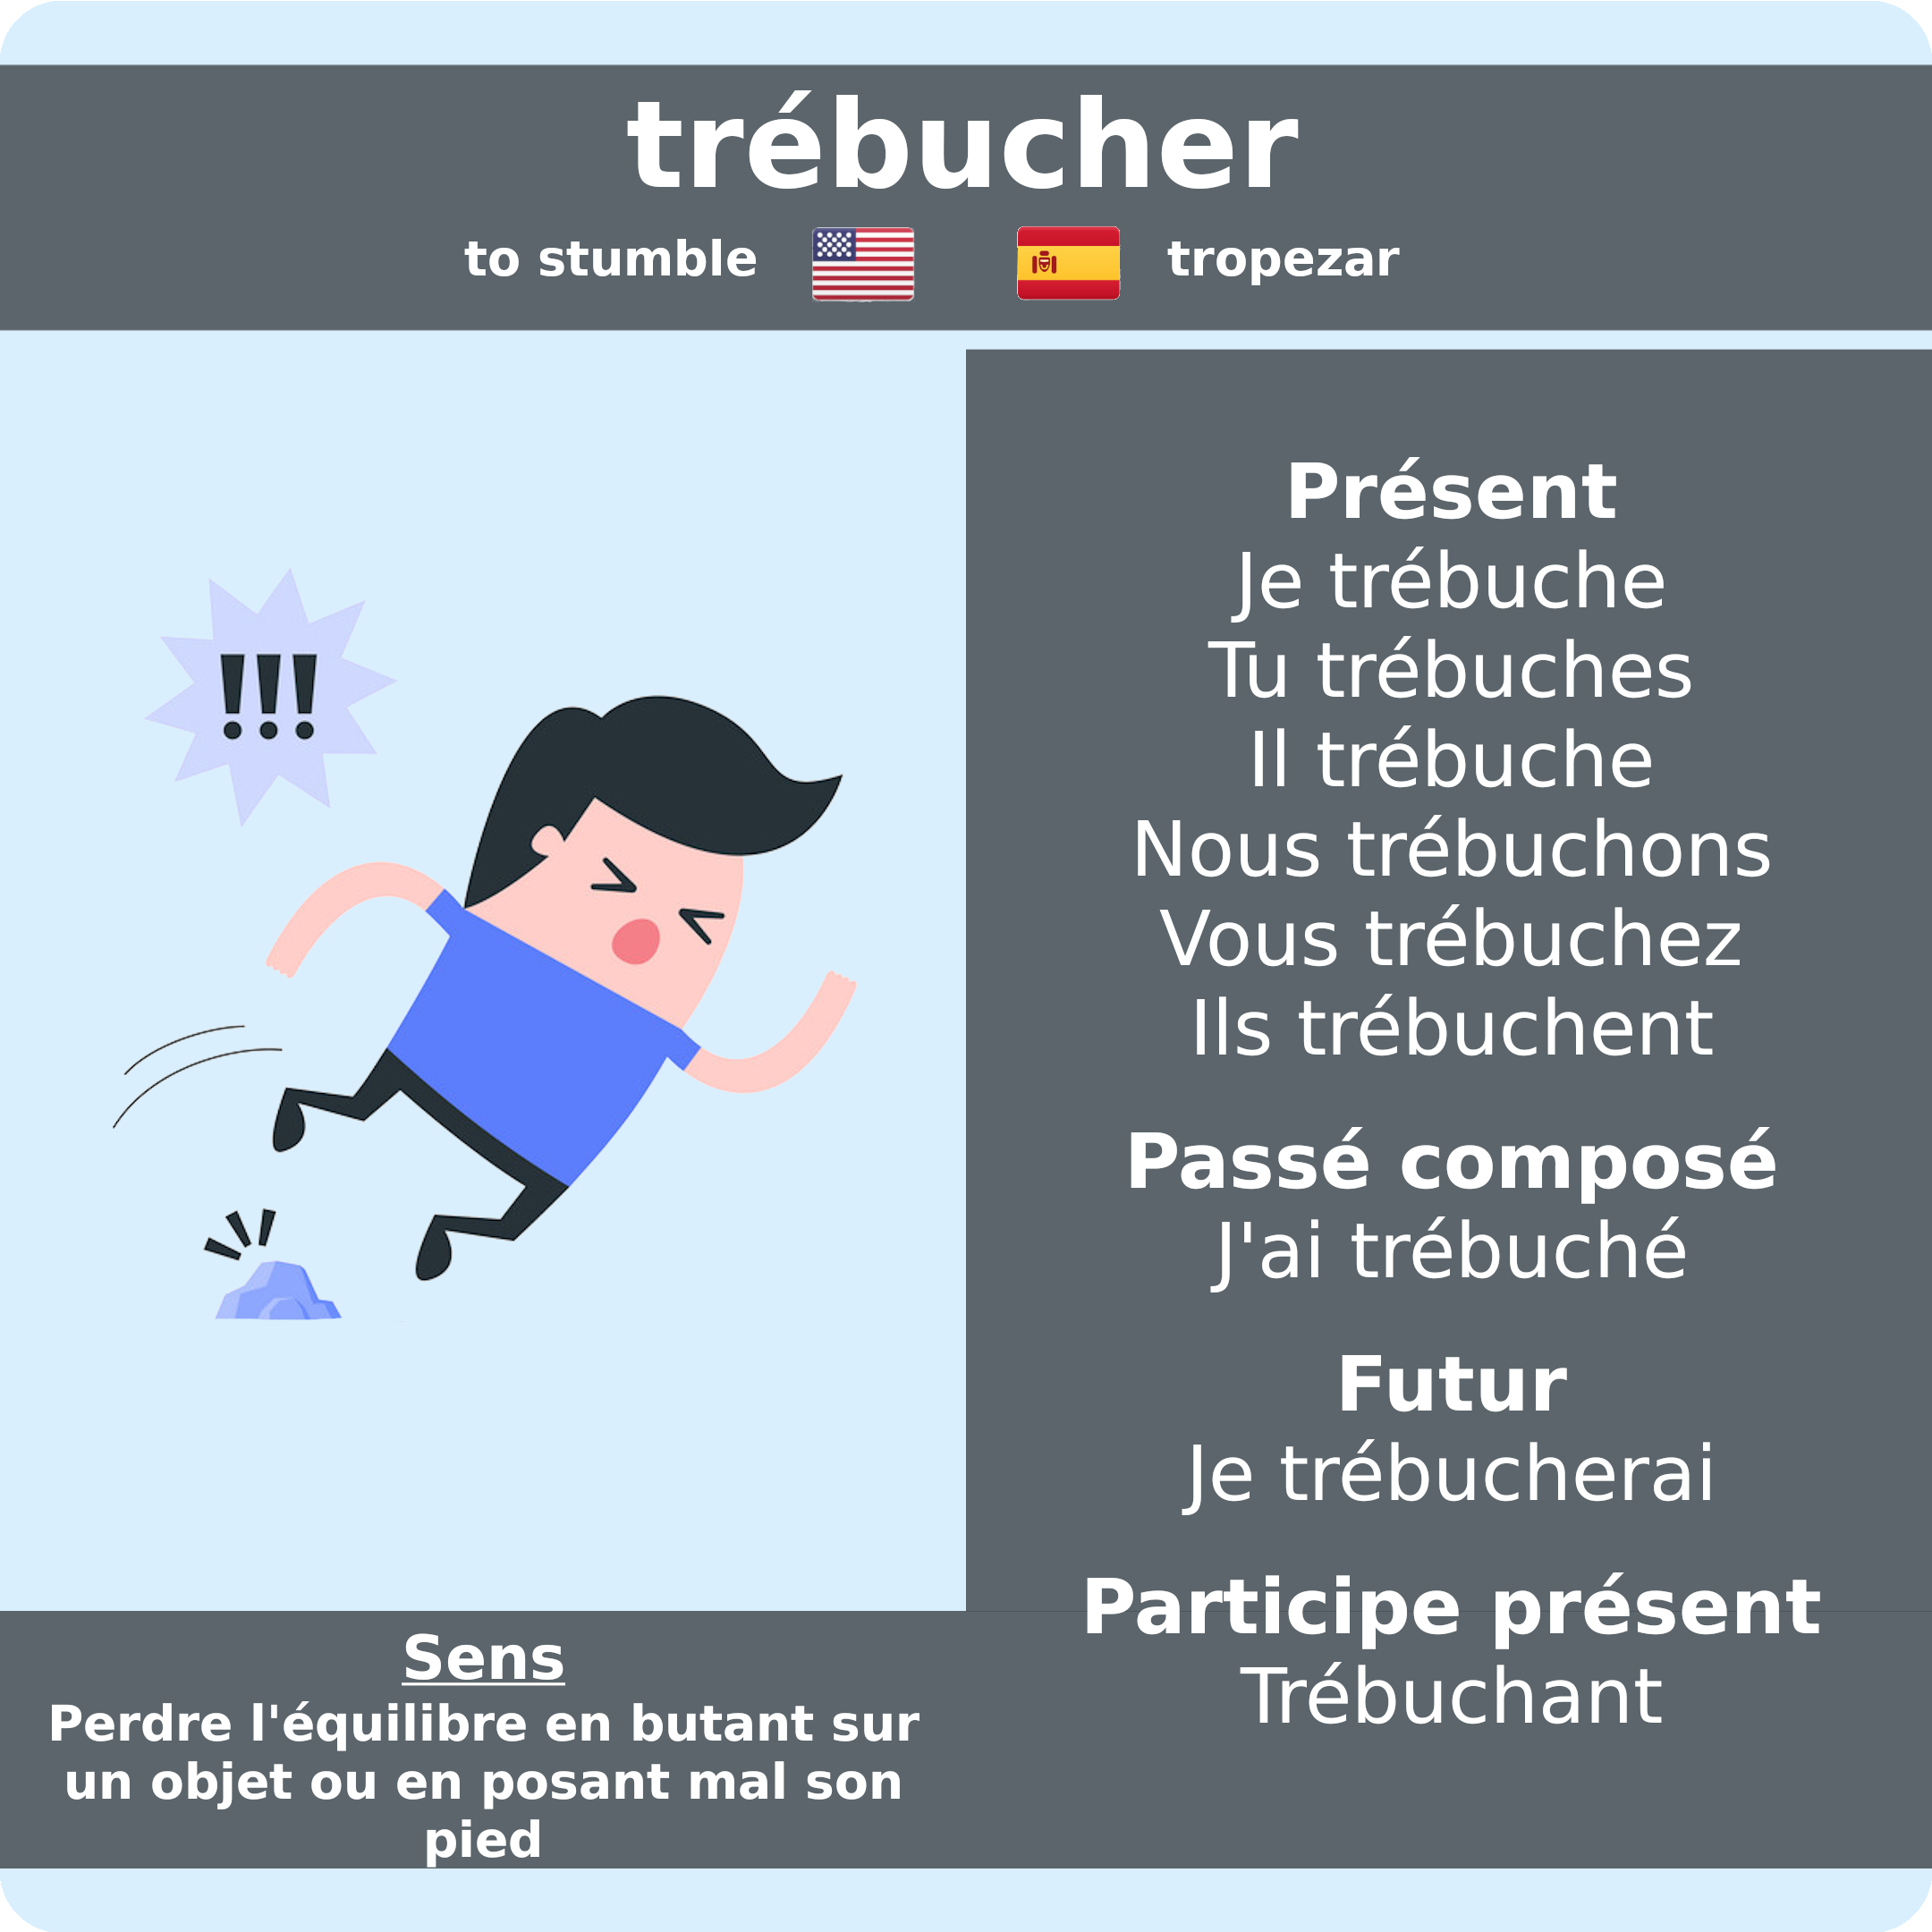 trébucher
to stumble
tropezar
!!!
Présent
Je trébuche
Tu trébuches
Il trébuche
Nous trébuchons
Vous trébuchez
Ils trébuchent
Passé composé
J'ai trébuché
Futur
Je trébucherai
Participe présent
Trébuchant
Sens
Perdre l'équilibre en butant sur
un objet ou en posant mal son
pied